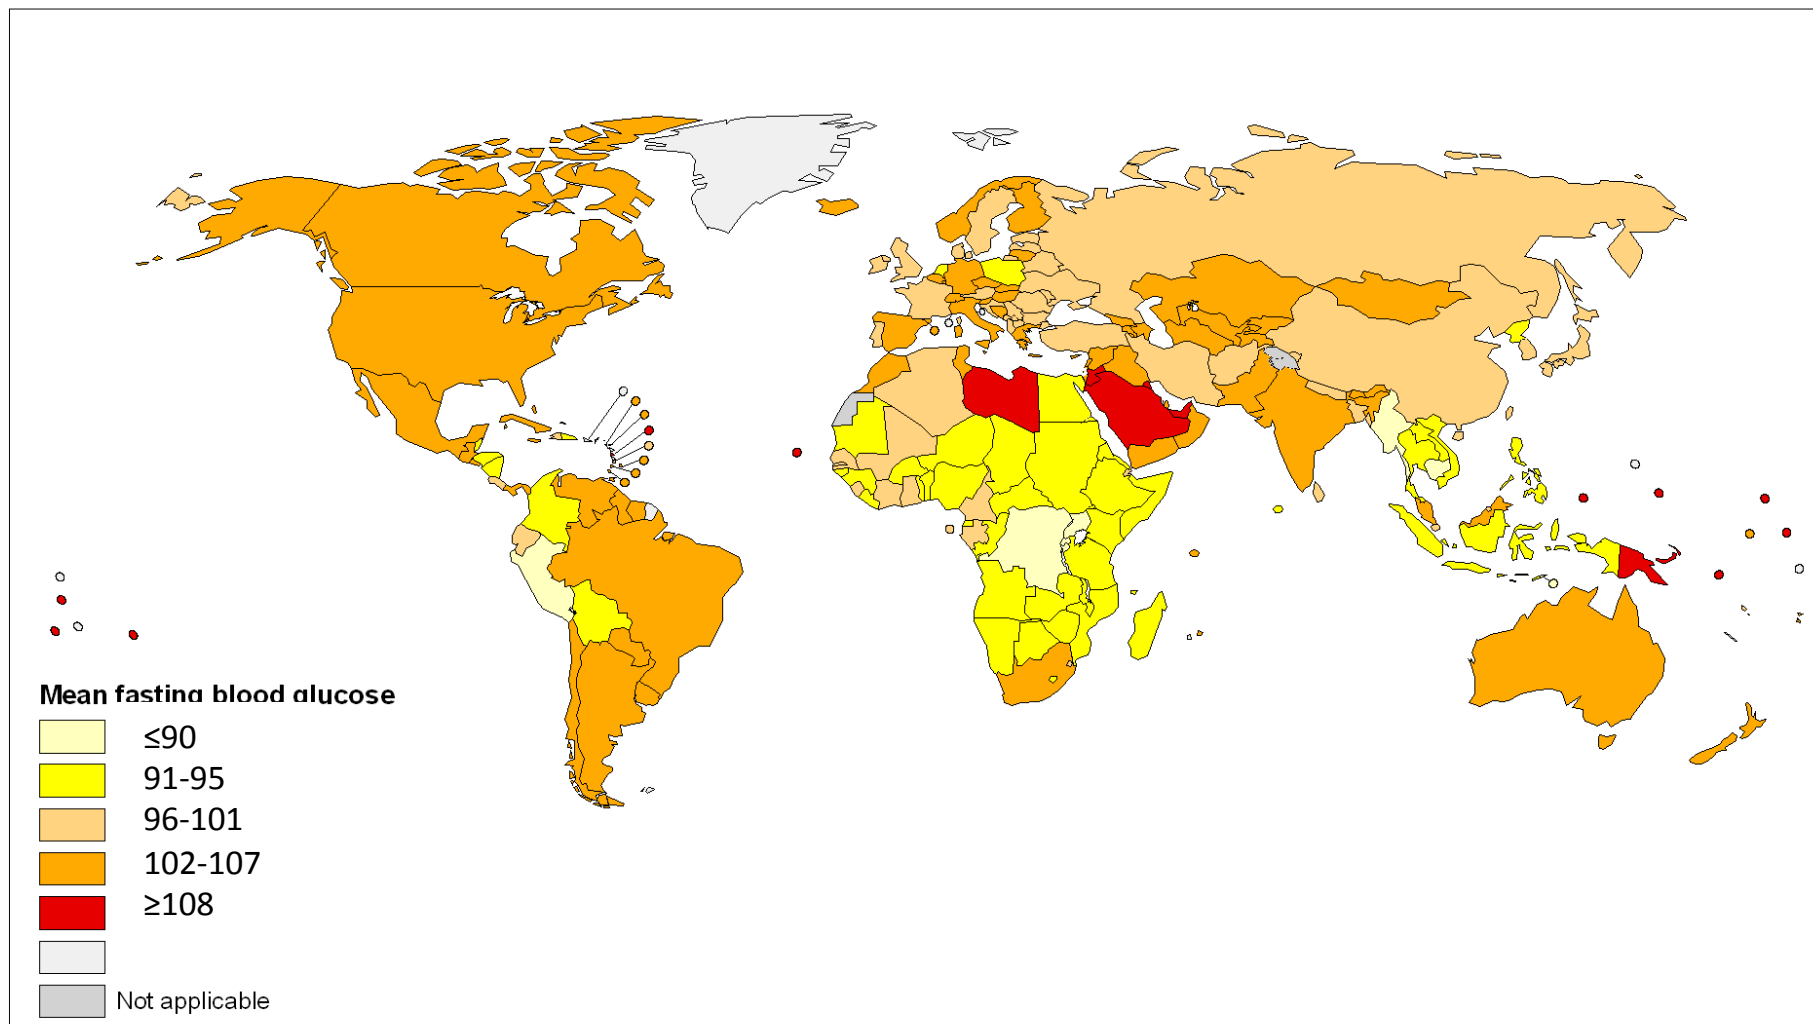 Mean fasting blood glucose
≤90
91-95
96-101
102-107
≥108
Not applicable